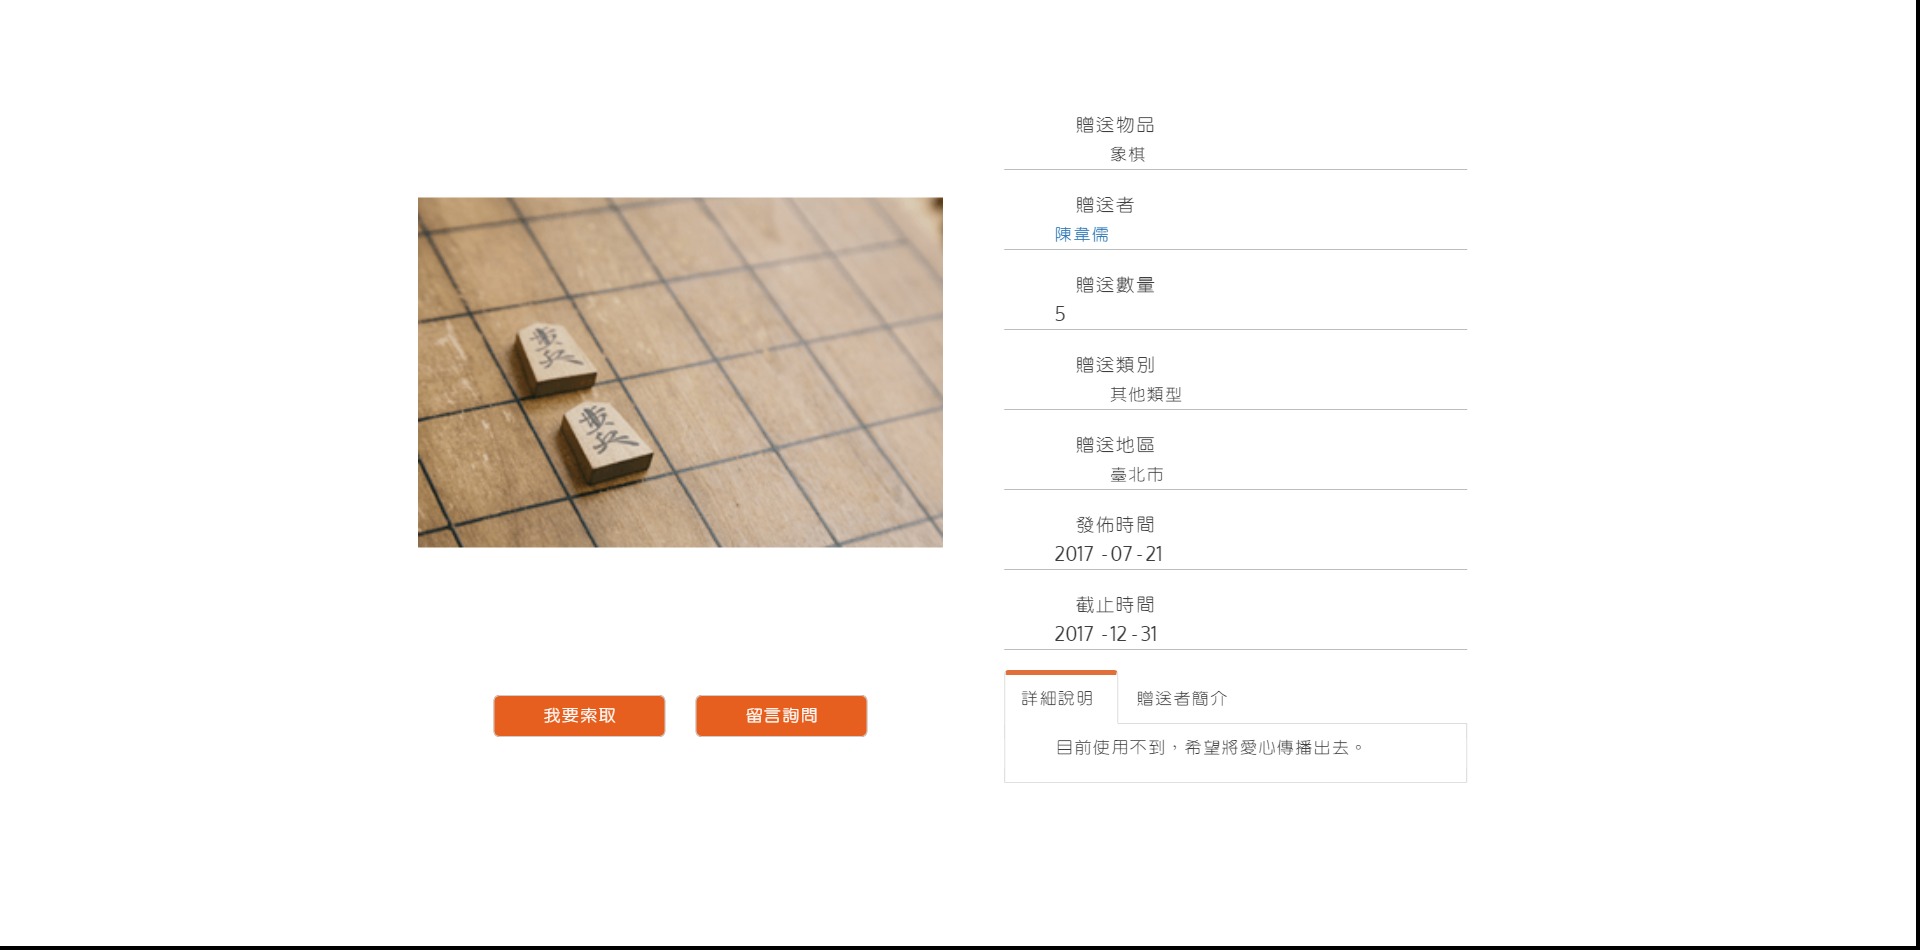 步兵
步兵
我要索取
留言詢問
贈送物品
象棋
贈送者
陳韋儒
贈送數量
5
贈送類別
其他類型
贈送地區
臺北市
發佈時間
2017 -07-21
截止時間
2017 -12-31
詳細說明
贈送者簡介
目前使用不到，希望將愛心傳播出去。